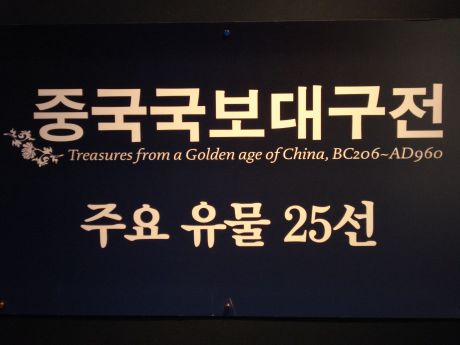 중국국보대구전
Treasures from a Golden age of China, BC206~AD960
주요 유물 25선